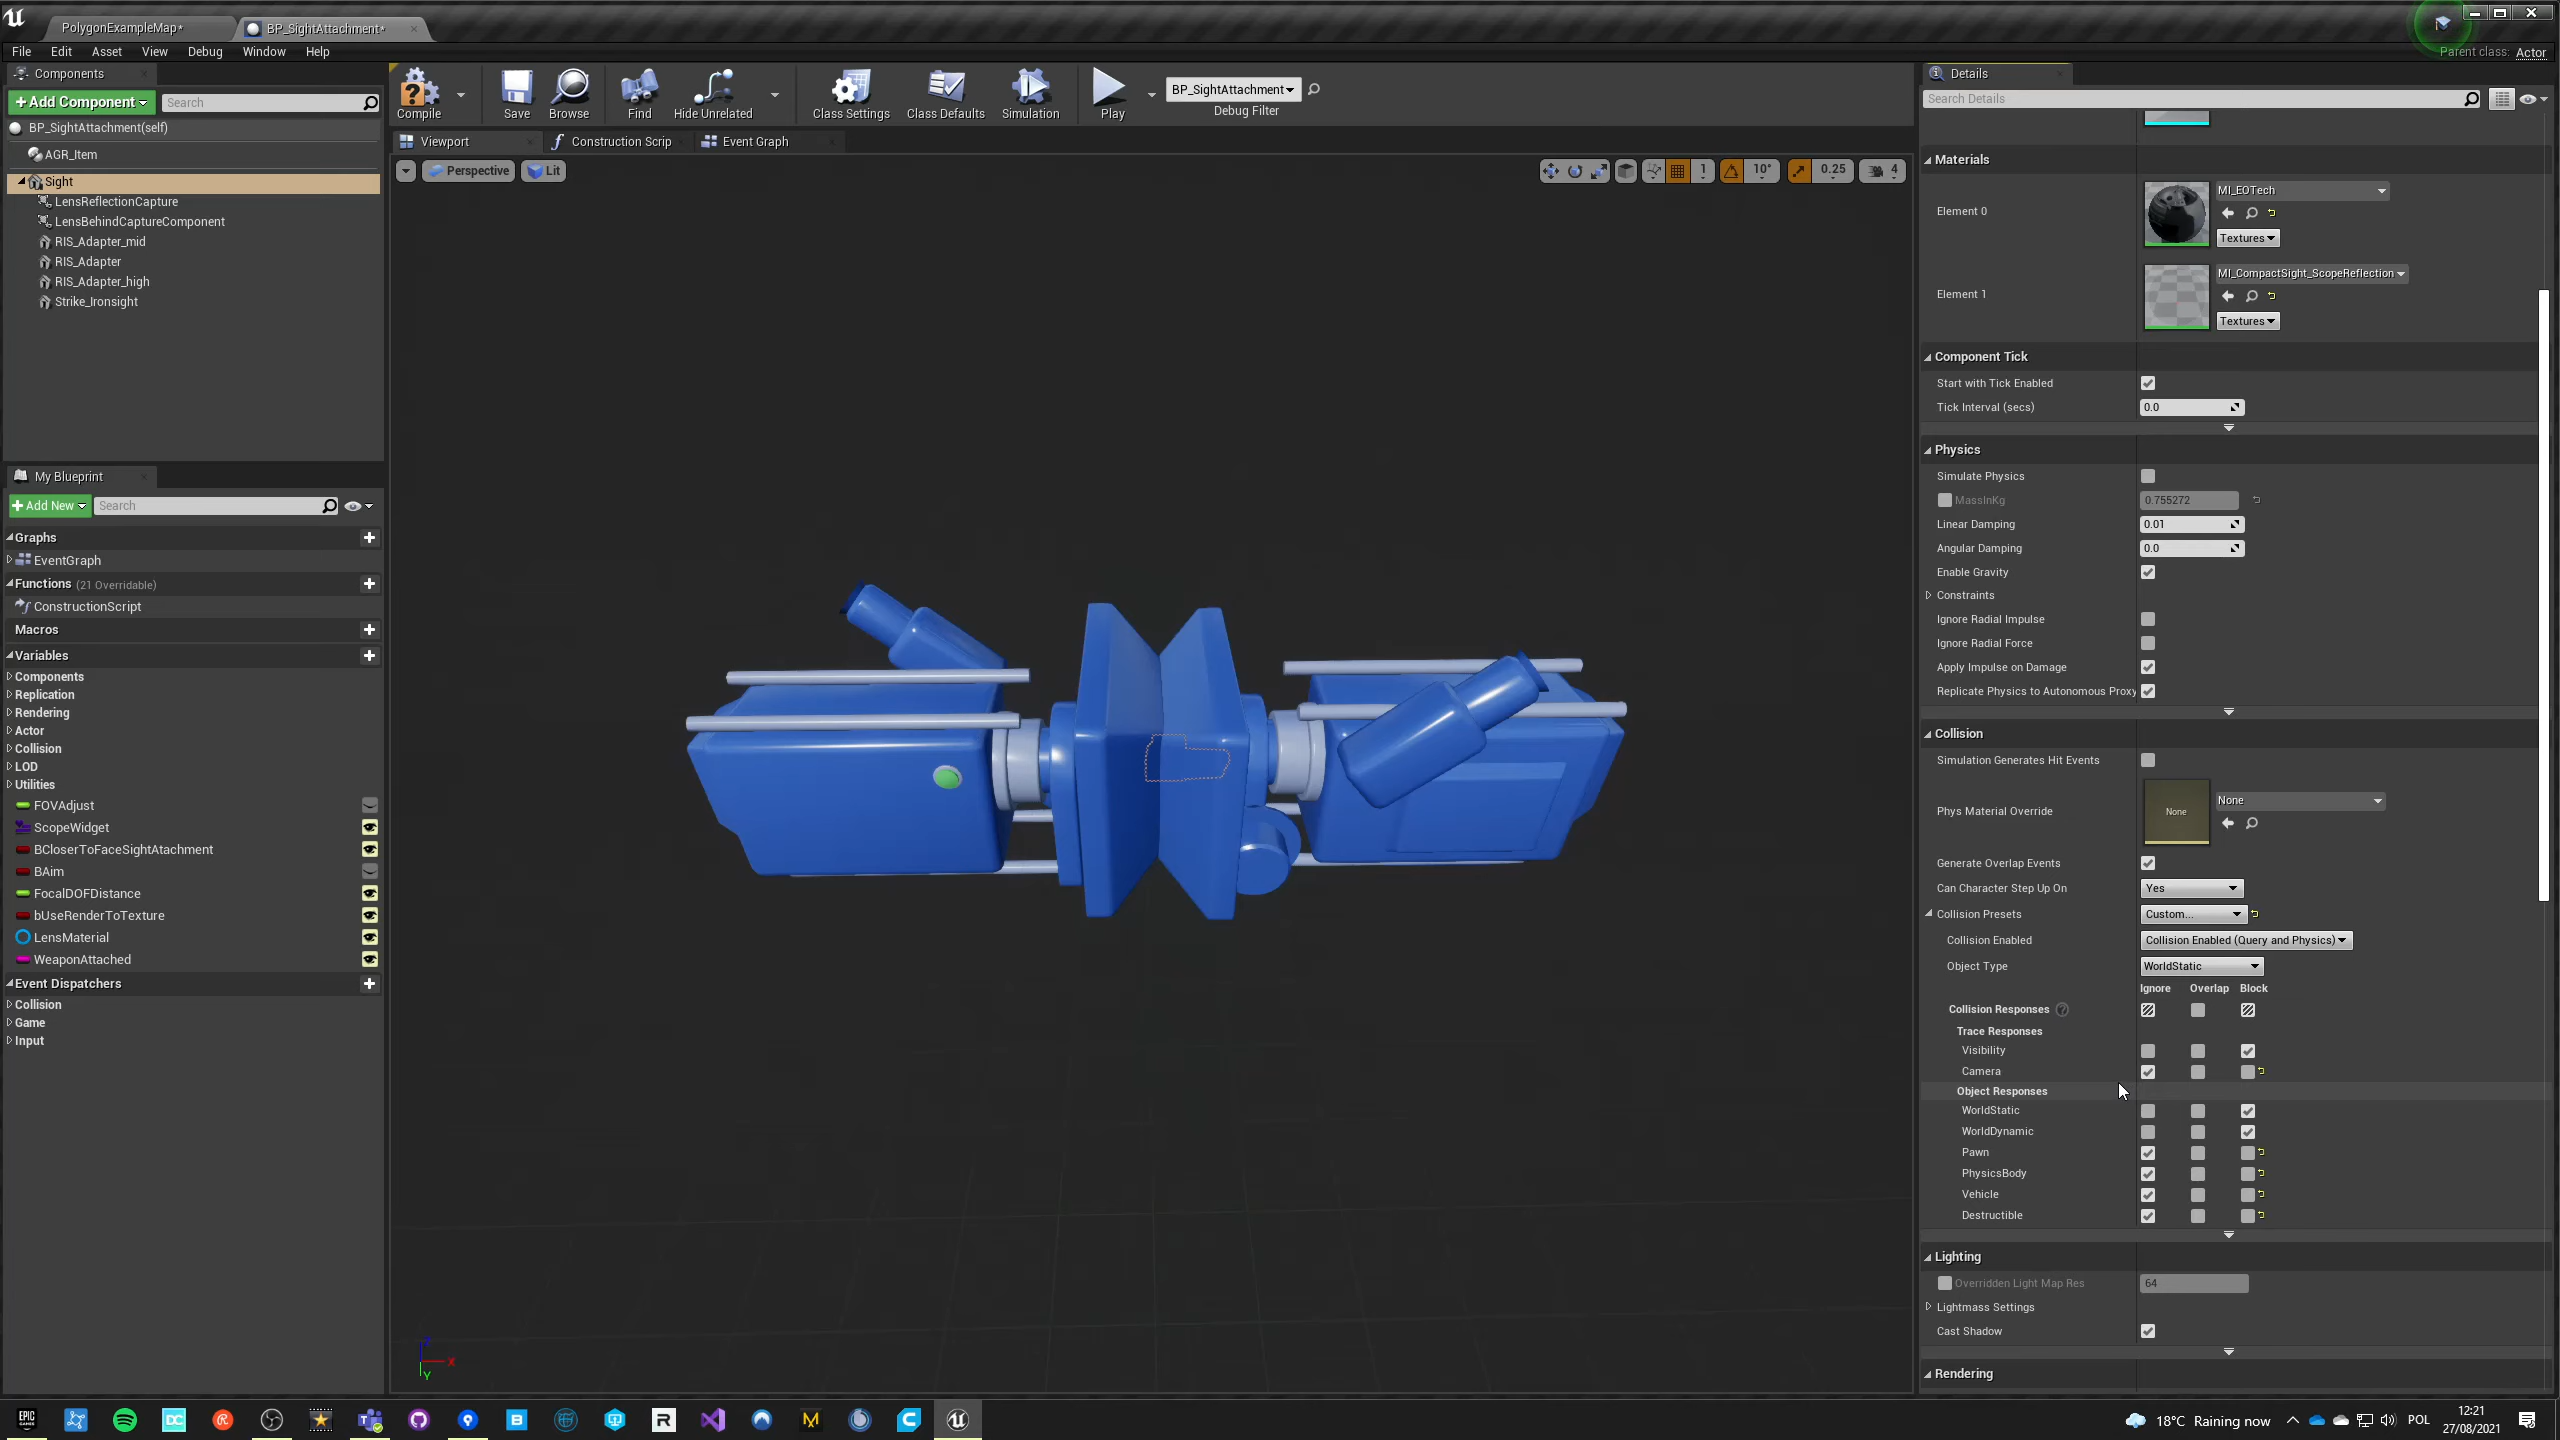 PolygonExampleMap*
BP_SightAttachment*
File Edit Asset View Debug Window Help
Parent class: Actor
Components
+Add Component
Search
BP_SightAttachment(self)
AGR_Item
Sight
LensReflectionCapture
LensBehindCaptureComponent
RIS_Adapter_mid
RIS_Adapter
RIS_Adapter_high
Strike_Ironsight
My Blueprint
+Add New
Search
Graphs
EventGraph
Functions (21 Overridable)
ConstructionScript
Macros
Variables
Components
Replication
Rendering
Actor
Collision
LOD
Utilities
FOVAdjust
ScopeWidget
BCloserToFaceSightAtachment
BAim
FocalDOFDistance
bUseRenderToTexture
LensMaterial
WeaponAttached
Event Dispatchers
Collision
Game
Input
Compile
Save
Browse
Find
Hide Unrelated
Class Settings
Class Defaults
Simulation
Play
BP_SightAttachment
Debug Filter
Viewport
Construction Scrip
Event Graph
Perspective
Lit
1
10°
0.25
4
Z
X
Y
Details
Search Details
Materials
Element 0
MI_EOTech
Textures
Element 1
MI_CompactSight_ScopeReflection
Textures
Component Tick
Start with Tick Enabled
Tick Interval (secs) 0.0
Physics
Simulate Physics
MassInKg 0.755272
Linear Damping 0.01
Angular Damping 0.0
Enable Gravity
Constraints
Ignore Radial Impulse
Ignore Radial Force
Apply Impulse on Damage
Replicate Physics to Autonomous Proxy
Collision
Simulation Generates Hit Events
Phys Material Override
None
None
Generate Overlap Events
Can Character Step Up On Yes
Collision Presets Custom...
Collision Enabled Collision Enabled (Query and Physics)
Object Type WorldStatic
Ignore Overlap Block
Collision Responses ?
Trace Responses
Visibility
Camera
Object Responses
WorldStatic
WorldDynamic
Pawn
PhysicsBody
Vehicle
Destructible
Lighting
Overridden Light Map Res 64
Lightmass Settings
Cast Shadow
Rendering
EPIC
GAMES
18°C Raining now
POL
12:21
27/08/2021